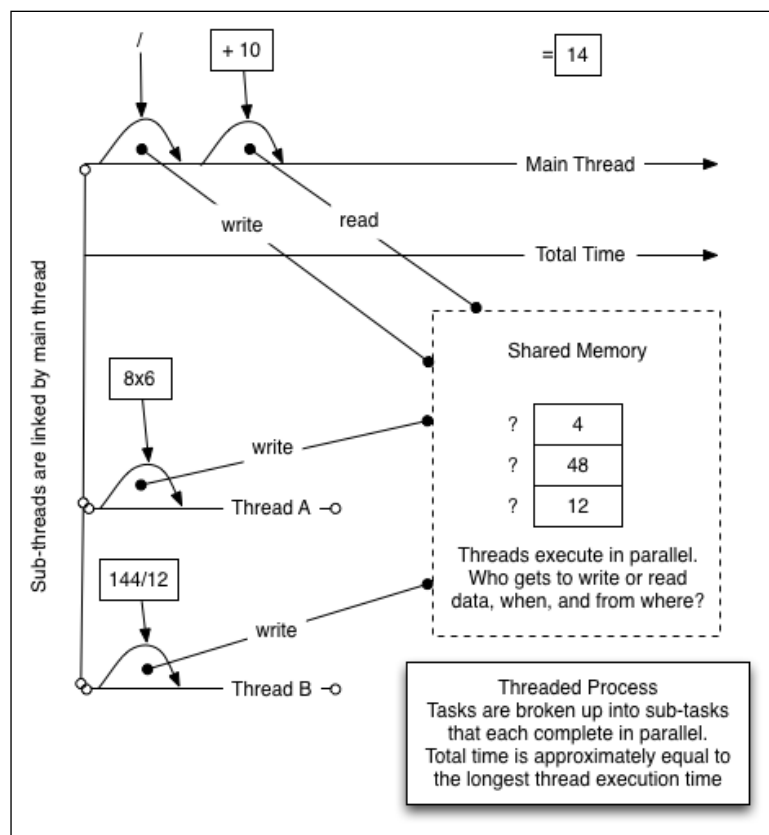 /
+ 10
= 14
Main Thread
write
read
Total Time
Sub-threads are linked by main thread
Shared Memory
8x6
? 4
write
? 48
Thread A
? 12
144/12
Threads execute in parallel.
Who gets to write or read
data, when, and from where?
write
Thread B
Threaded Process
Tasks are broken up into sub-tasks
that each complete in parallel.
Total time is approximately equal to
the longest thread execution time